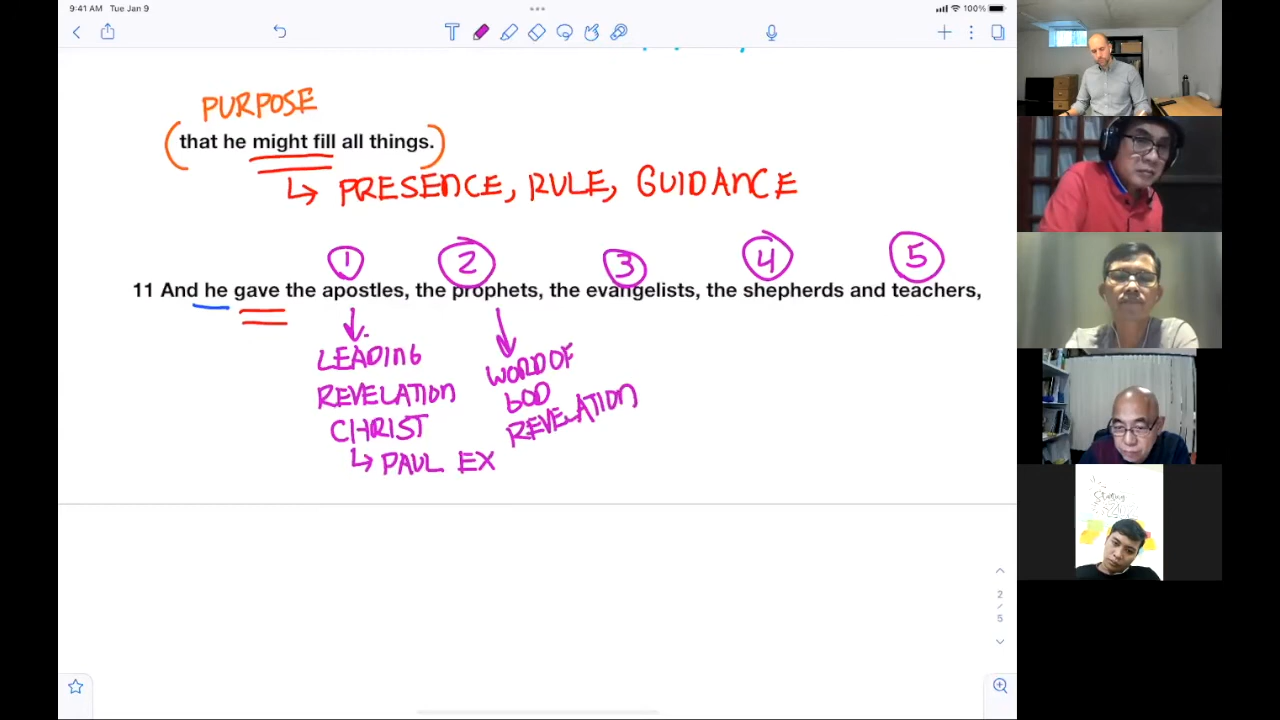 9:41 AM Tue Jan 9
100%
PURPOSE
(that he might fill all things.)
↳ PRESENCE, RULE, GUIDANCE
1 2 3 4 5
11 And he gave the apostles, the prophets, the evangelists, the shepherds and teachers,
LEADING
REVELATION
CHRIST
↳ PAUL EX
WORD OF
GOD
REVELATION
2
/
5